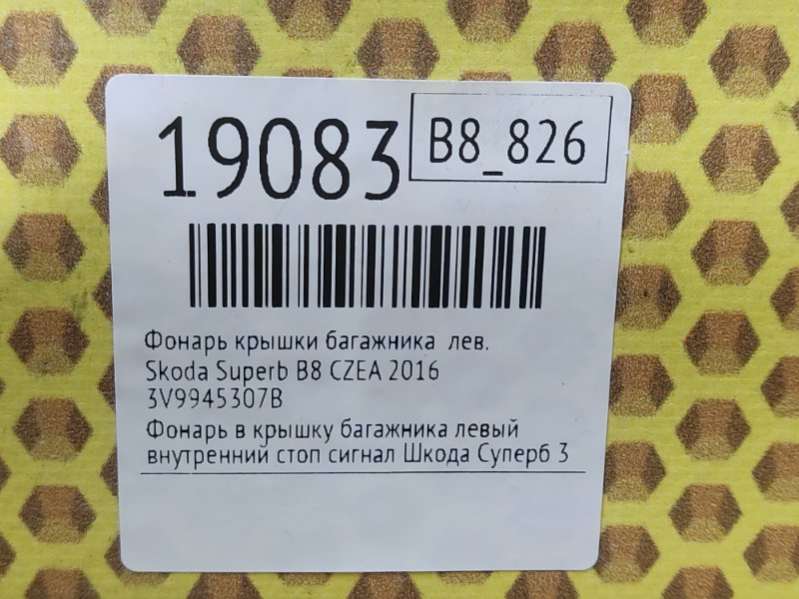 19083
B8_826
Фонарь крышки багажника лев.
Skoda Superb B8 CZEA 2016
3V9945307B
Фонарь в крышку багажника левый
внутренний стоп сигнал Шкода Суперб 3